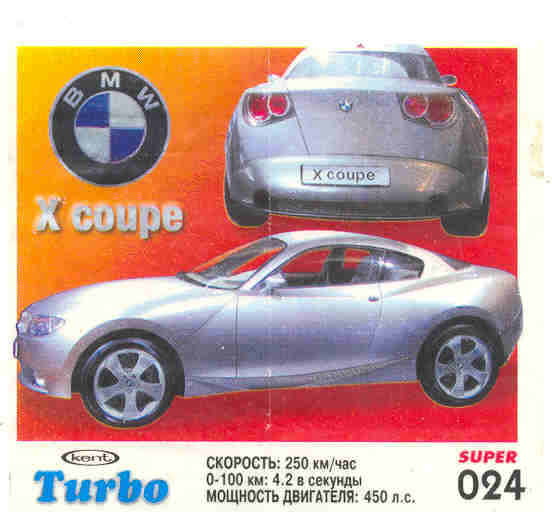 BMW
X coupe
X coupe
kent
Turbo
СКОРОСТЬ: 250 км/час
0-100 км: 4.2 в секунды
МОЩНОСТЬ ДВИГАТЕЛЯ: 450 л.с.
SUPER
024